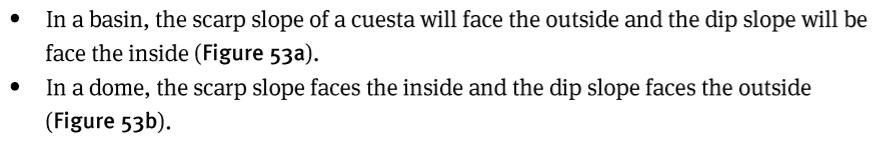 • In a basin, the scarp slope of a cuesta will face the outside and the dip slope will be
face the inside (Figure 53a).
• In a dome, the scarp slope faces the inside and the dip slope faces the outside
(Figure 53b).